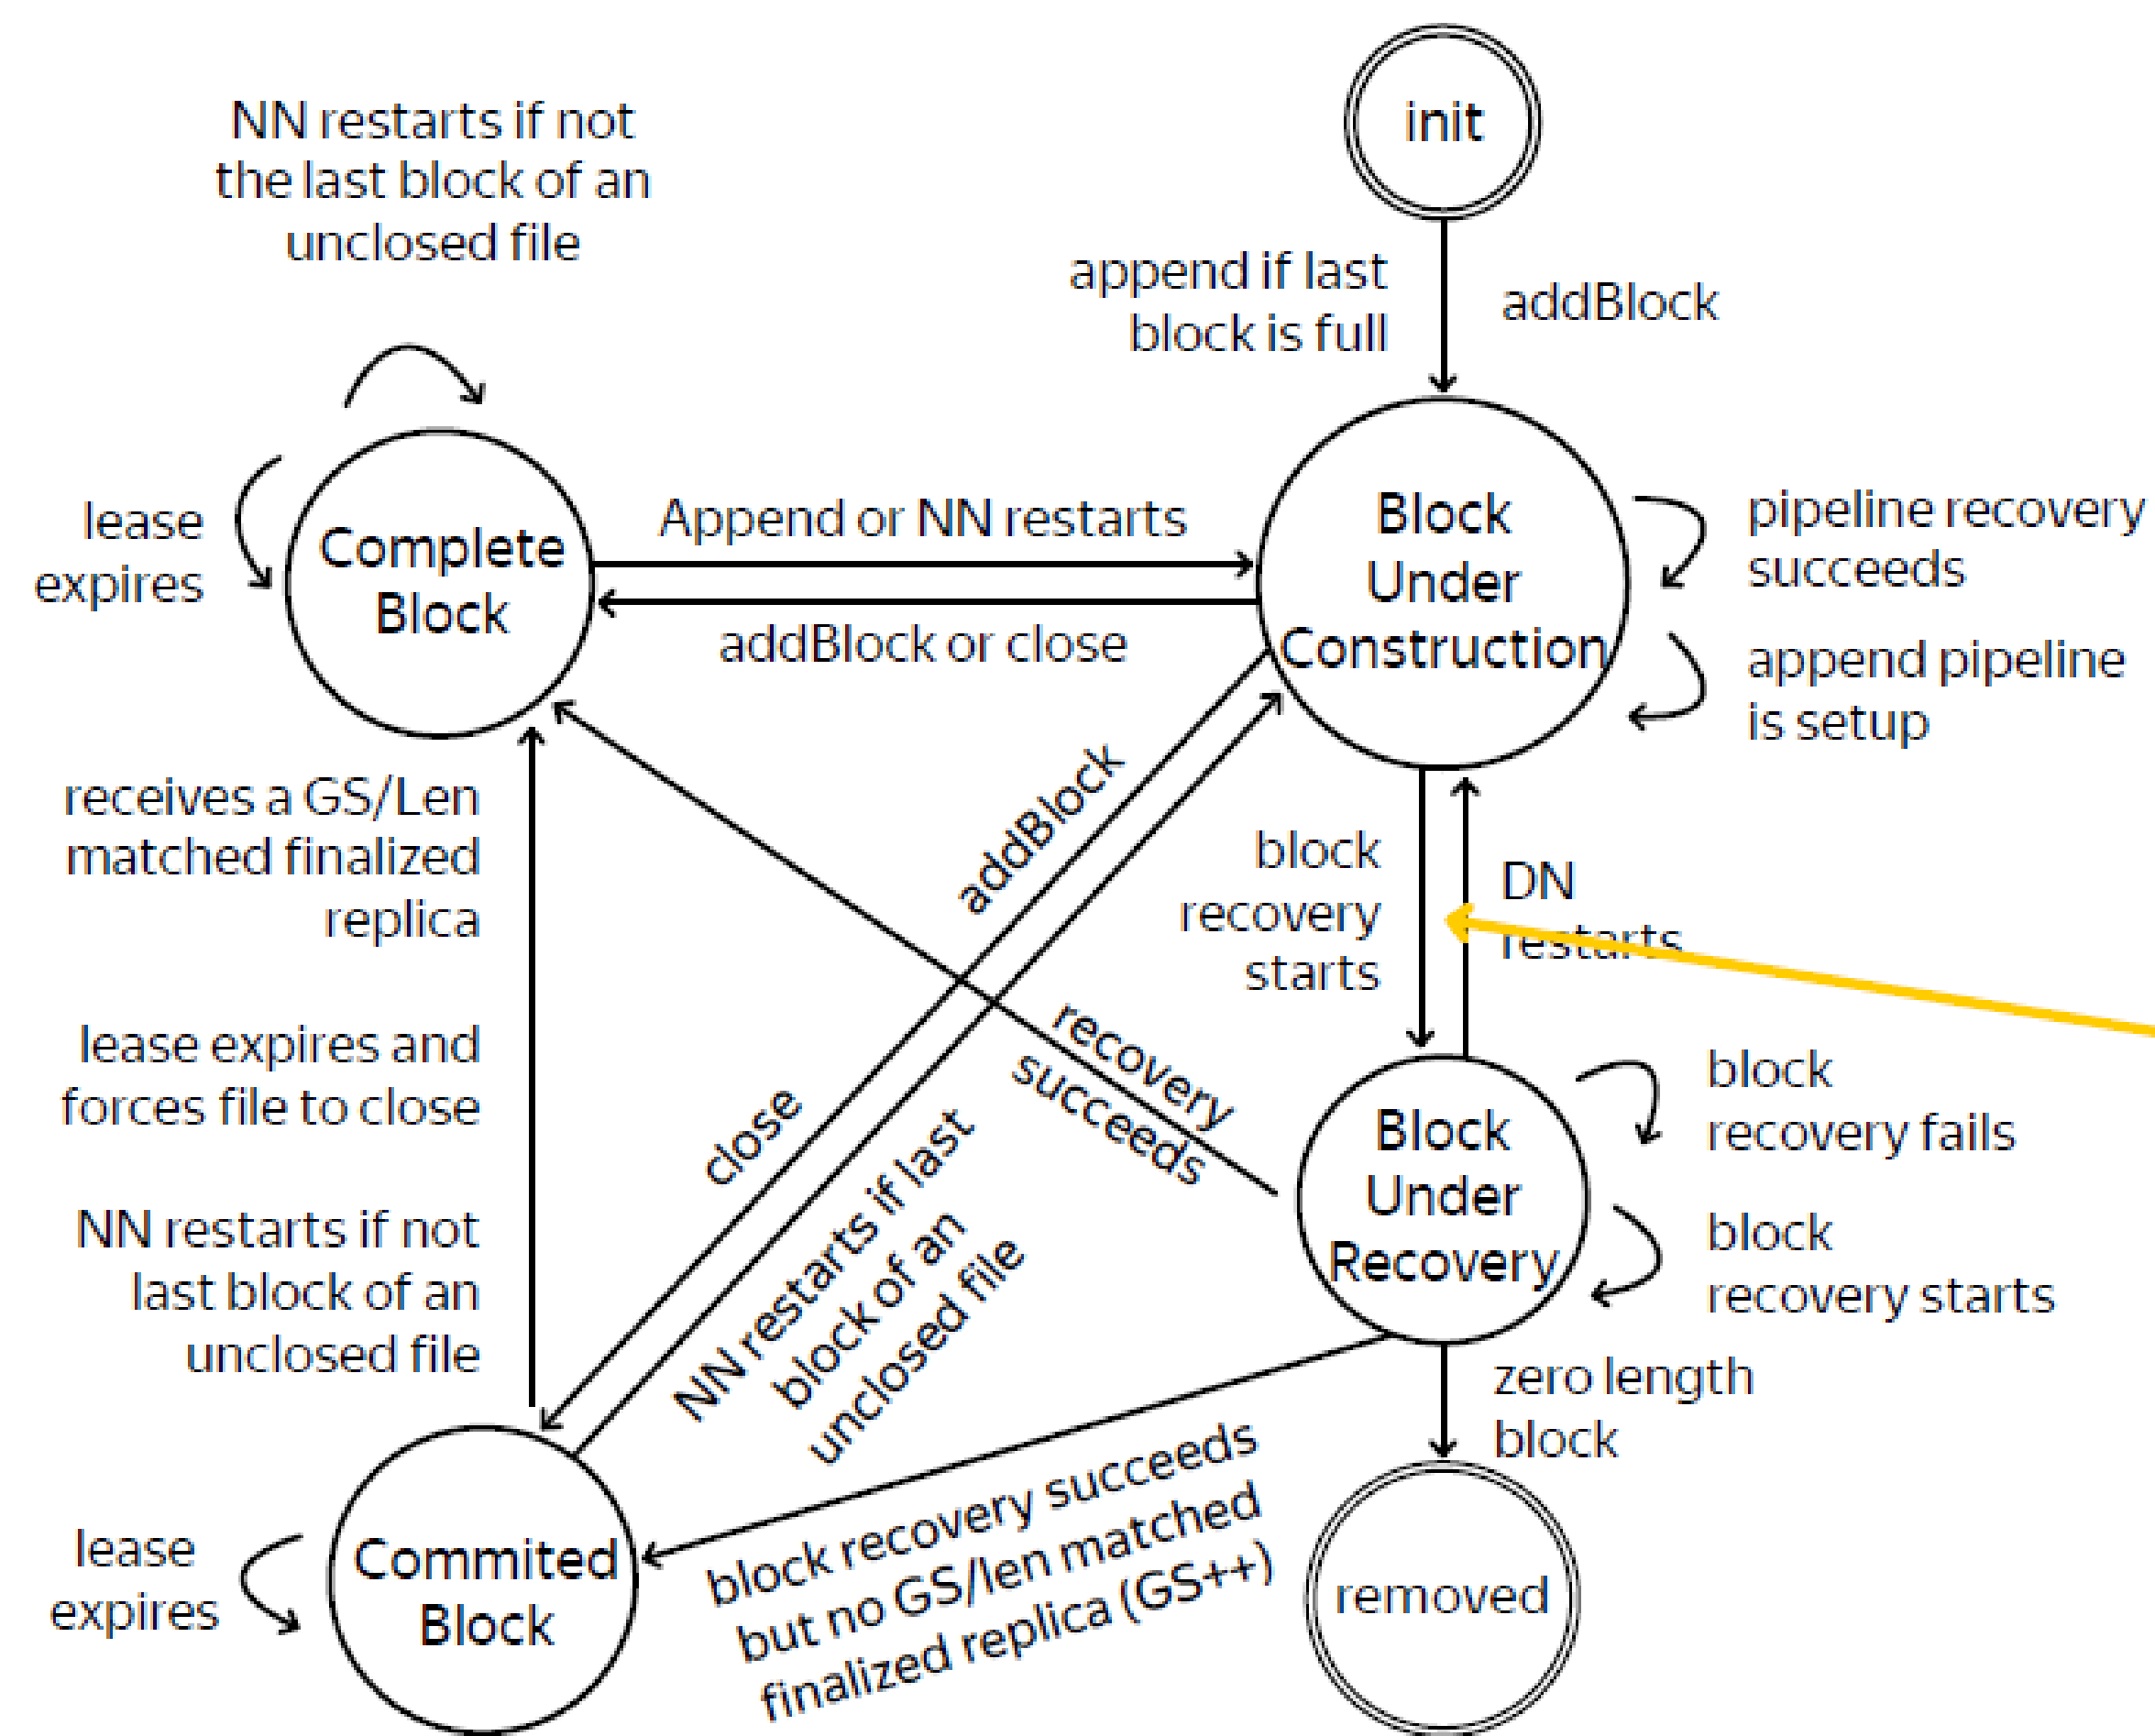 init
NN restarts if not
the last block of an
unclosed file
append if last
block is full
addBlock
lease
expires
Complete
Block
Append or NN restarts
addBlock or close
Block
Under
Construction
pipeline recovery
succeeds
append pipeline
is setup
receives a GS/Len
matched finalized
replica
lease expires and
forces file to close
NN restarts if not
last block of an
unclosed file
addBlock
close
NN restarts if last
block of an
unclosed file
recovery
succeeds
block
recovery
starts
DN
restarts
Block
Under
Recovery
block
recovery fails
block
recovery starts
zero length
block
block recovery succeeds
but no GS/len matched
finalized replica (GS++)
lease
expires
Commited
Block
removed